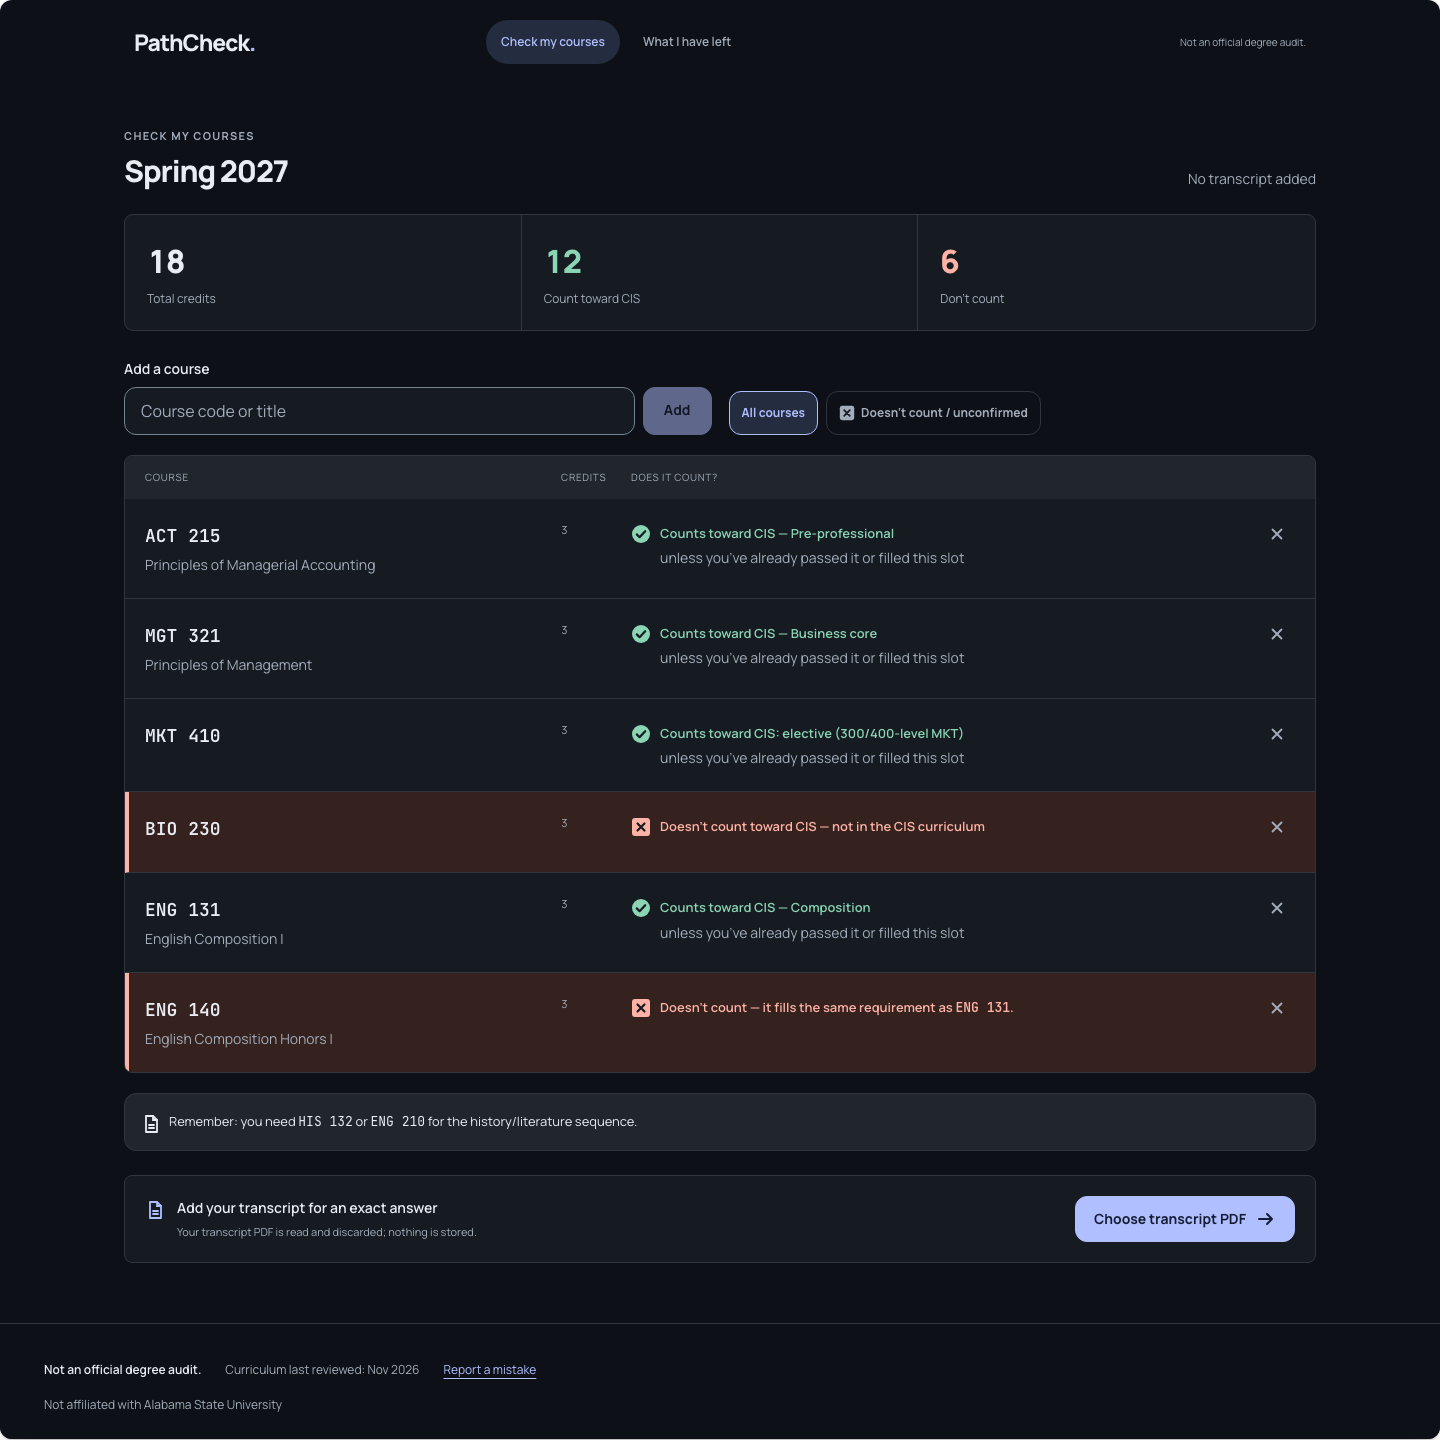 PathCheck.
Check my courses
What I have left
Not an official degree audit.
CHECK MY COURSES
Spring 2027
No transcript added
18
Total credits
12
Count toward CIS
6
Don't count
Add a course
Course code or title
Add
All courses
Doesn't count / unconfirmed
COURSE CREDITS DOES IT COUNT?
ACT 215 3 Counts toward CIS — Pre-professional
Principles of Managerial Accounting unless you've already passed it or filled this slot
MGT 321 3 Counts toward CIS — Business core
Principles of Management unless you've already passed it or filled this slot
MKT 410 3 Counts toward CIS: elective (300/400-level MKT)
unless you've already passed it or filled this slot
BIO 230 3 Doesn't count toward CIS — not in the CIS curriculum
ENG 131 3 Counts toward CIS — Composition
English Composition I unless you've already passed it or filled this slot
ENG 140 3 Doesn't count — it fills the same requirement as ENG 131.
English Composition Honors I
Remember: you need HIS 132 or ENG 210 for the history/literature sequence.
Add your transcript for an exact answer
Your transcript PDF is read and discarded; nothing is stored.
Choose transcript PDF
Not an official degree audit. Curriculum last reviewed: Nov 2026 Report a mistake
Not affiliated with Alabama State University